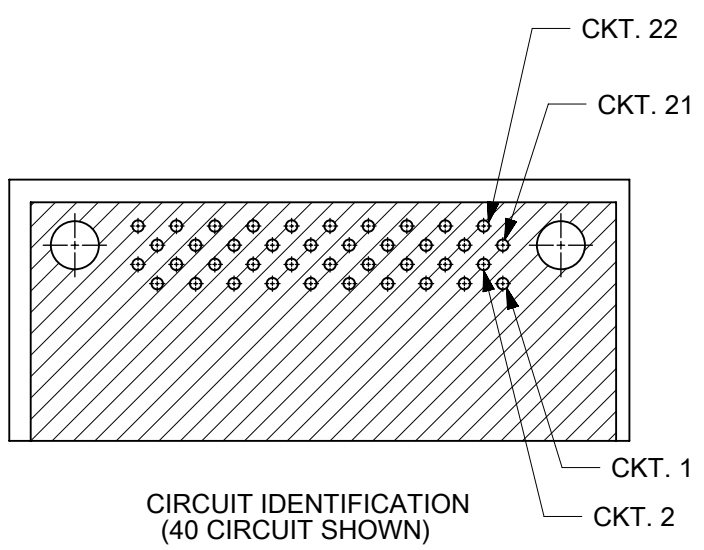 CKT. 22
CKT. 21
CKT. 1
CKT. 2
CIRCUIT IDENTIFICATION
(40 CIRCUIT SHOWN)